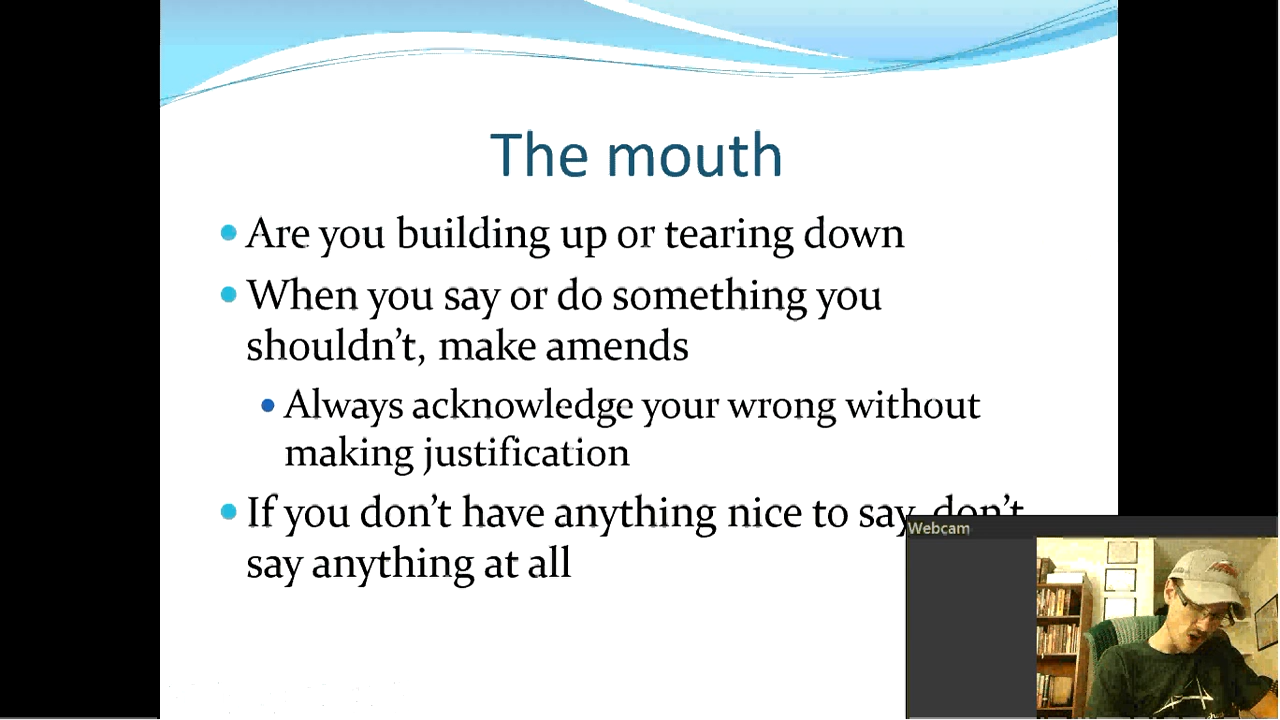 The mouth
Are you building up or tearing down
When you say or do something you
shouldn't, make amends
Always acknowledge your wrong without
making justification
If you don't have anything nice to say, don't
say anything at all
Webcam